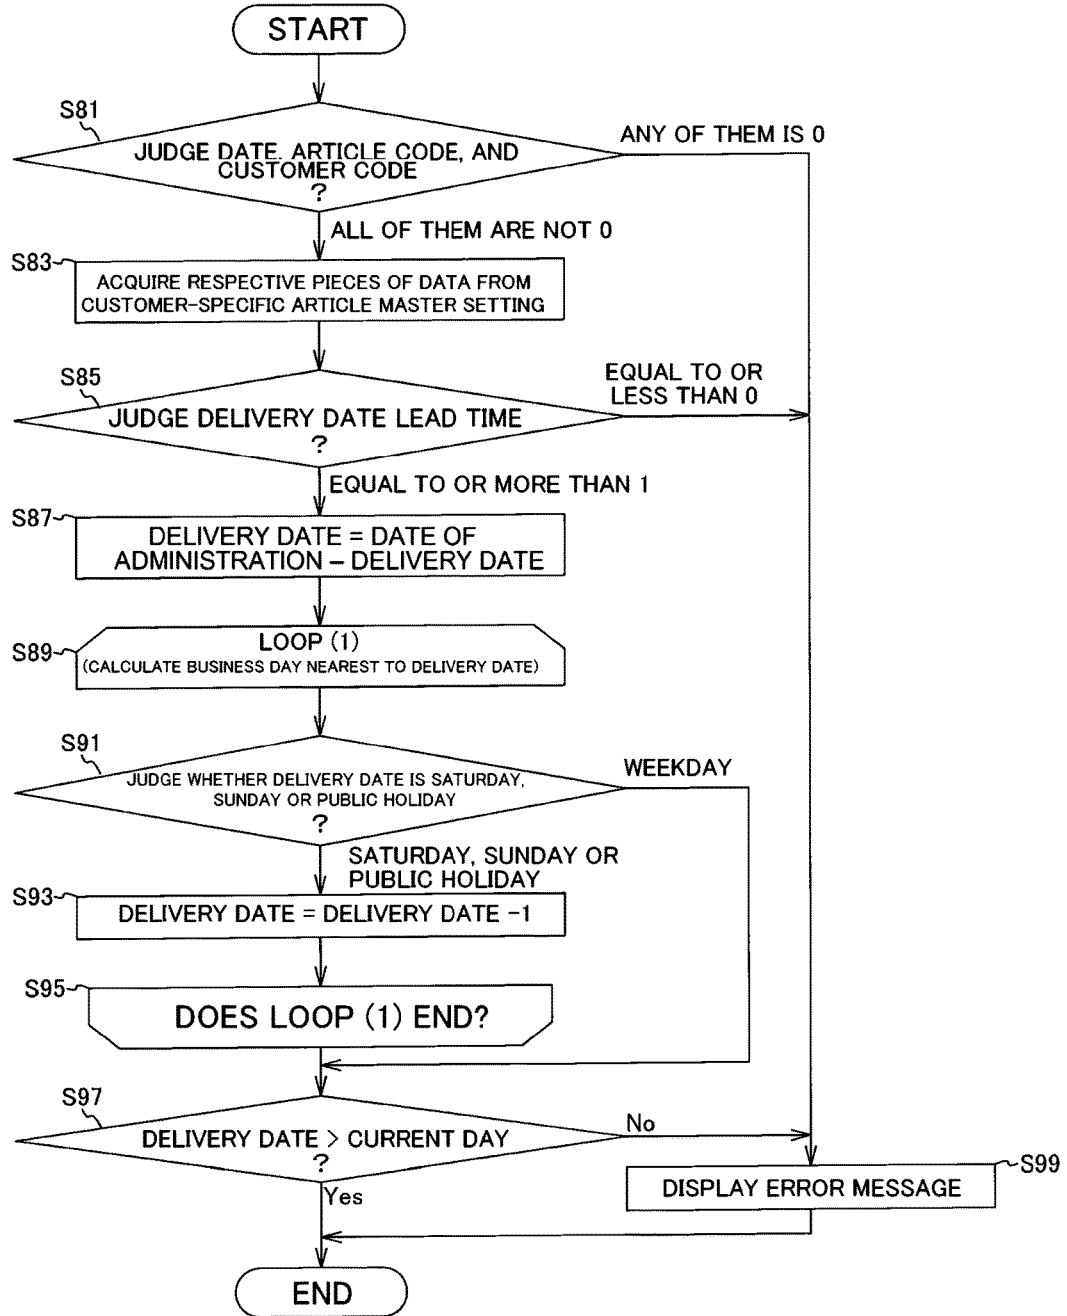 START
S81
JUDGE DATE. ARTICLE CODE, AND
CUSTOMER CODE
?
ANY OF THEM IS 0
ALL OF THEM ARE NOT 0
S83
ACQUIRE RESPECTIVE PIECES OF DATA FROM
CUSTOMER-SPECIFIC ARTICLE MASTER SETTING
S85
JUDGE DELIVERY DATE LEAD TIME
?
EQUAL TO OR
LESS THAN 0
EQUAL TO OR MORE THAN 1
S87
DELIVERY DATE = DATE OF
ADMINISTRATION – DELIVERY DATE
S89
LOOP (1)
(CALCULATE BUSINESS DAY NEAREST TO DELIVERY DATE)
S91
JUDGE WHETHER DELIVERY DATE IS SATURDAY,
SUNDAY OR PUBLIC HOLIDAY
?
WEEKDAY
SATURDAY, SUNDAY OR
PUBLIC HOLIDAY
S93
DELIVERY DATE = DELIVERY DATE -1
S95
DOES LOOP (1) END?
S97
DELIVERY DATE > CURRENT DAY
?
No
Yes
S99
DISPLAY ERROR MESSAGE
END